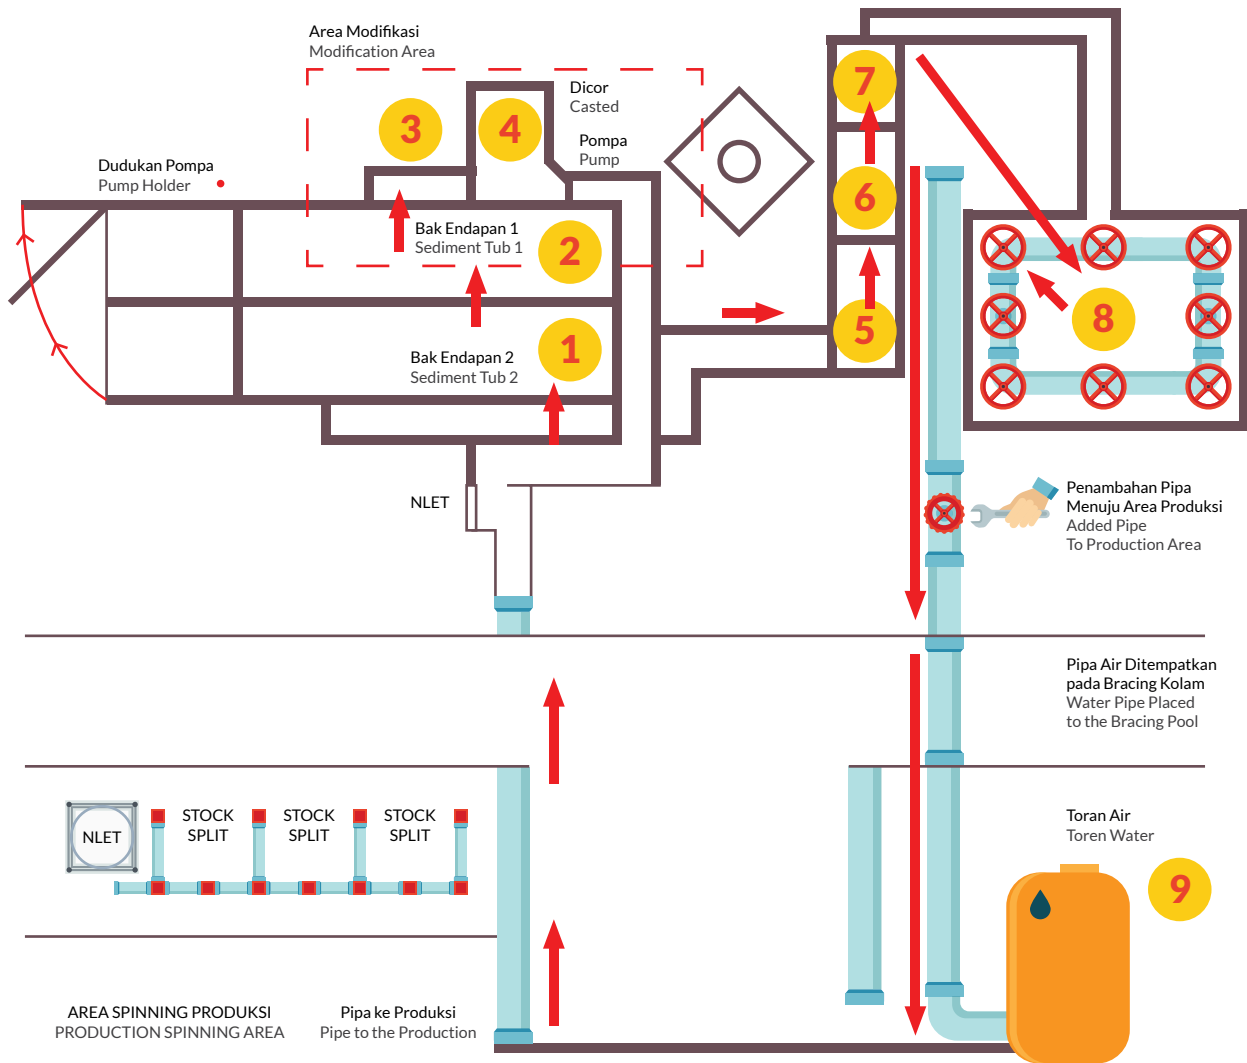 Area Modifikasi
Modification Area
Dicor
Casted
Pompa
Pump
3
4
7
Dudukan Pompa
Pump Holder
6
Bak Endapan 1
Sediment Tub 1
2
5
8
Bak Endapan 2
Sediment Tub 2
1
NLET
Penambahan Pipa
Menuju Area Produksi
Added Pipe
To Production Area
Pipa Air Ditempatkan
pada Bracing Kolam
Water Pipe Placed
to the Bracing Pool
NLET
STOCK
SPLIT
STOCK
SPLIT
STOCK
SPLIT
Toran Air
Toren Water
9
AREA SPINNING PRODUKSI
PRODUCTION SPINNING AREA
Pipa ke Produksi
Pipe to the Production